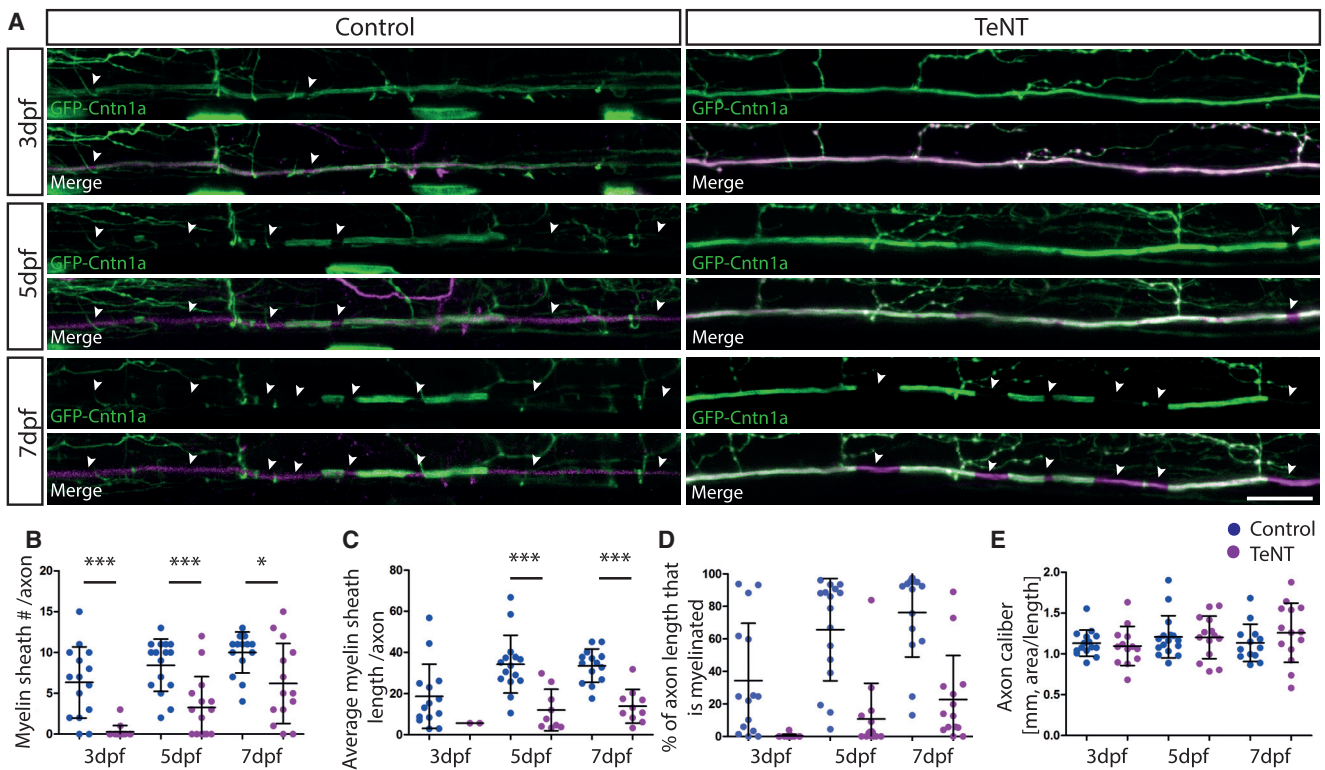 A
Control
TeNT
3dpf
GFP-Cntn1a
GFP-Cntn1a
Merge
Merge
5dpf
GFP-Cntn1a
GFP-Cntn1a
Merge
Merge
7dpf
GFP-Cntn1a
GFP-Cntn1a
Merge
Merge
B
Myelin sheath # /axon
20
15
10
5
0
***
***
*
3dpf
5dpf
7dpf
C
Average myelin sheath
length /axon
80
60
40
20
0
***
***
3dpf
5dpf
7dpf
D
% of axon length that
is myelinated
100
80
60
40
20
0
3dpf
5dpf
7dpf
E
Control
TeNT
Axon caliber
[mm, area/length]
2.0
1.5
1.0
0.5
0.0
3dpf
5dpf
7dpf